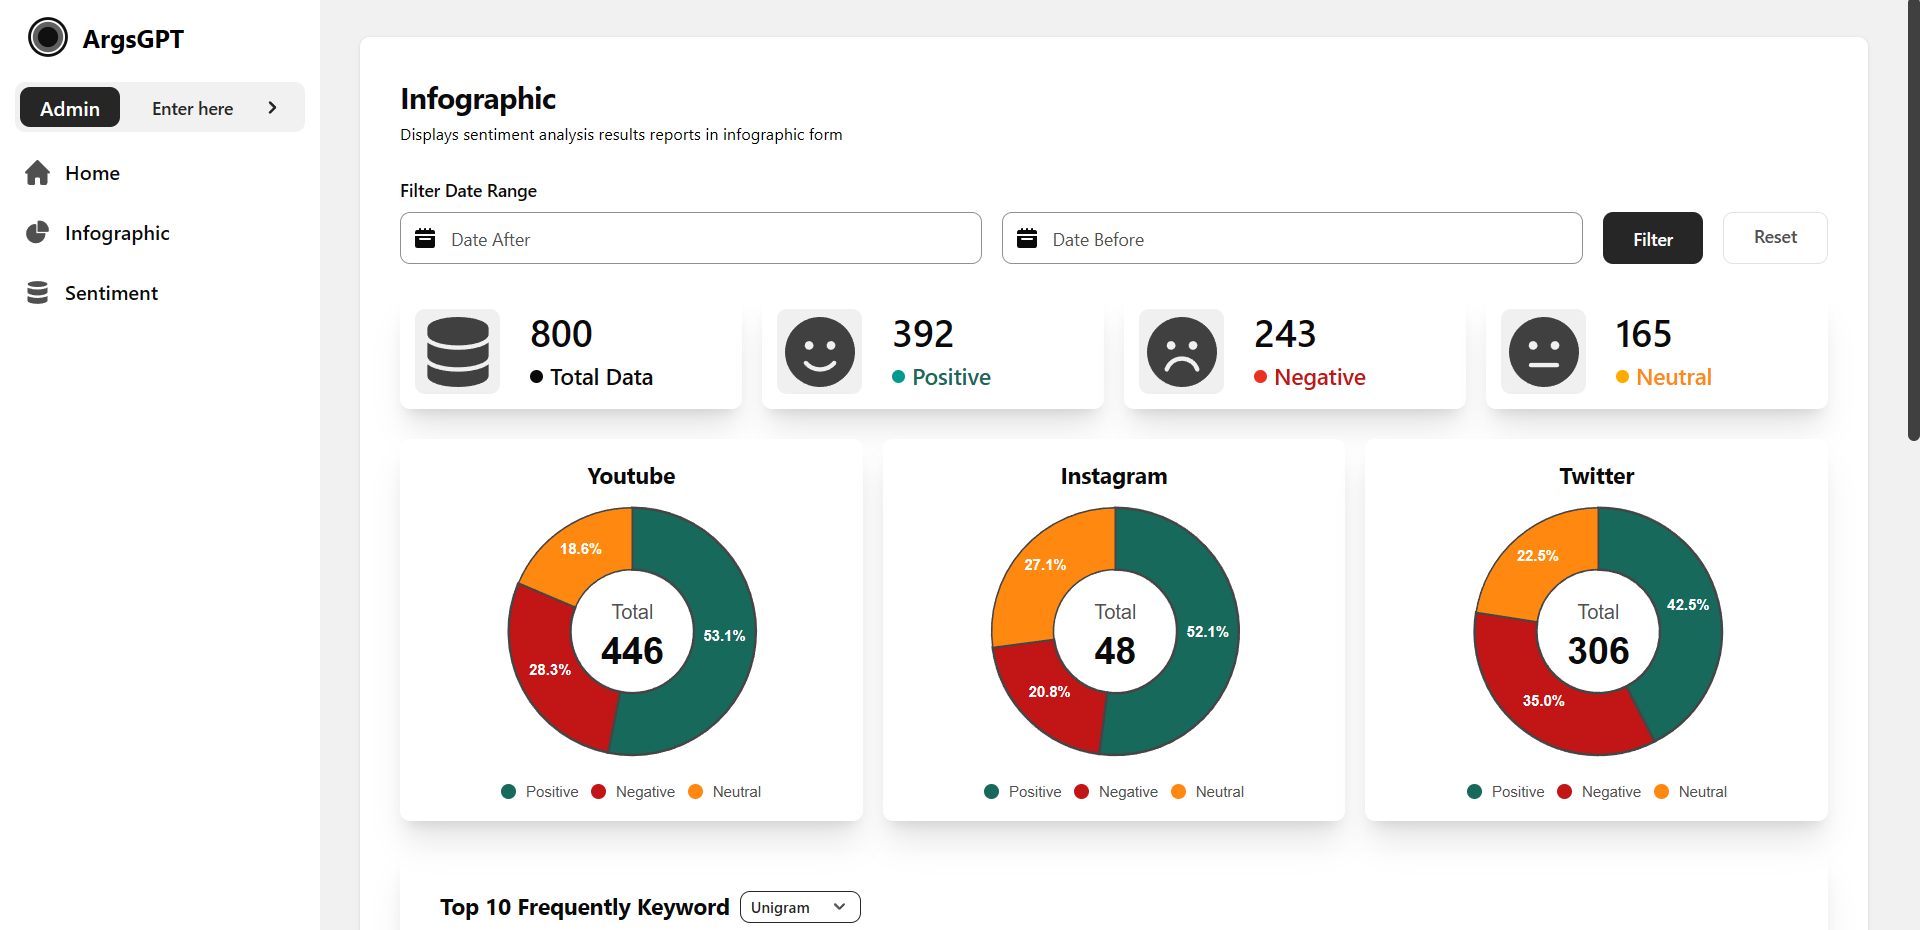 ArgsGPT
Admin
Enter here
Home
Infographic
Sentiment
Infographic
Displays sentiment analysis results reports in infographic form
Filter Date Range
Date After
Date Before
Filter
Reset
800
Total Data
392
Positive
243
Negative
165
Neutral
Youtube
18.6%
53.1%
28.3%
Total
446
Positive Negative Neutral
Instagram
27.1%
52.1%
20.8%
Total
48
Positive Negative Neutral
Twitter
22.5%
42.5%
35.0%
Total
306
Positive Negative Neutral
Top 10 Frequently Keyword
Unigram